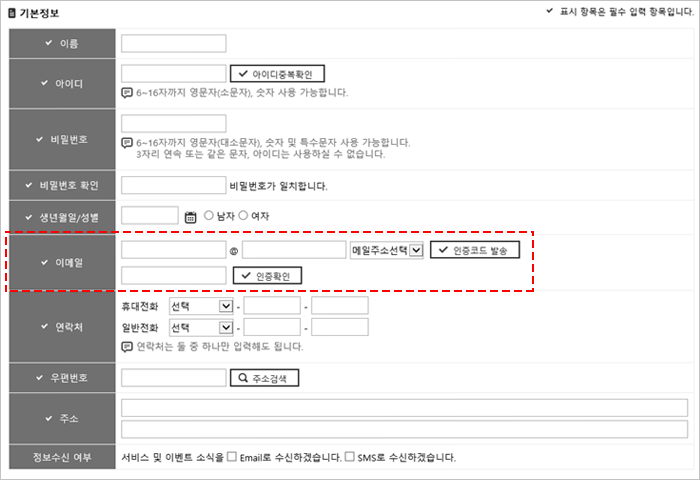 기본정보
표시 항목은 필수 입력 항목입니다.
이름
아이디
아이디중복확인
6~16자까지 영문자(소문자), 숫자 사용 가능합니다.
비밀번호
6~16자까지 영문자(대소문자), 숫자 및 특수문자 사용 가능합니다.
3자리 연속 또는 같은 문자, 아이디는 사용하실 수 없습니다.
비밀번호 확인
비밀번호가 일치합니다.
생년월일/성별
남자 여자
이메일
@ 메일주소선택 인증코드 발송
인증확인
연락처
휴대전화 선택 - -
일반전화 선택 - -
연락처는 둘 중 하나만 입력해도 됩니다.
우편번호
주소검색
주소
정보수신 여부
서비스 및 이벤트 소식을 Email로 수신하겠습니다. SMS로 수신하겠습니다.